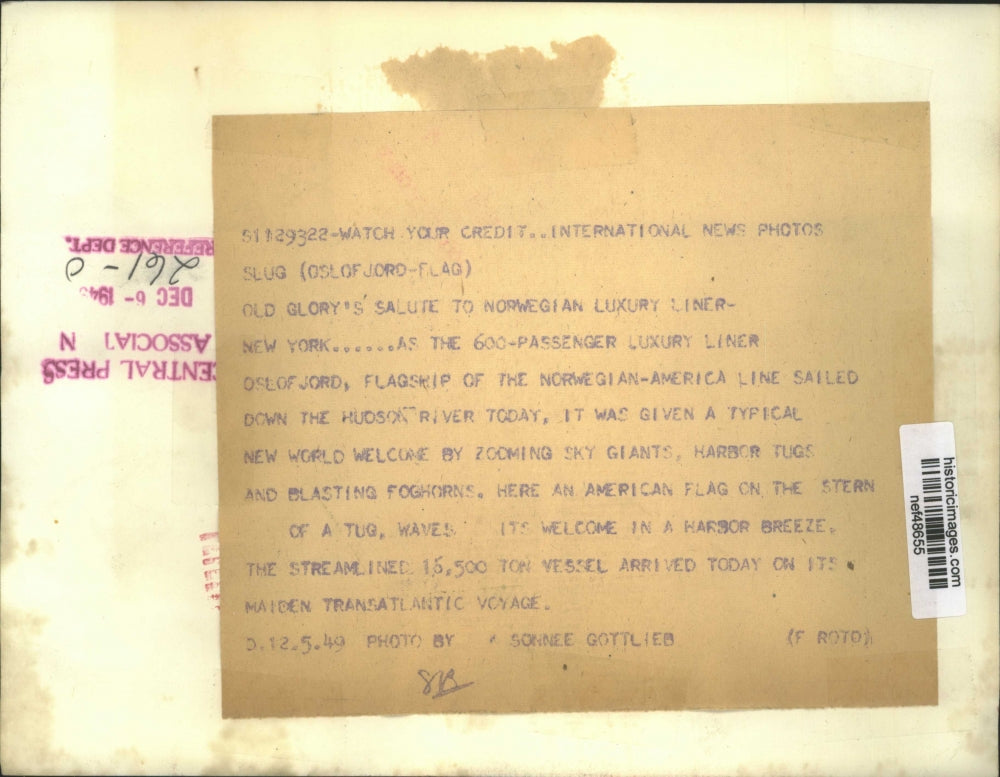 S1129322-WATCH YOUR CREDIT..INTERNATIONAL NEWS PHOTOS
SLUG (OSLOFJORD-FLAG)
OLD GLORY'S SALUTE TO NORWEGIAN LUXURY LINER-
NEW YORK......AS THE 600-PASSENGER LUXURY LINER
OSLOFJORD, FLAGSHIP OF THE NORWEGIAN-AMERICA LINE SAILED
DOWN THE HUDSON RIVER TODAY, IT WAS GIVEN A TYPICAL
NEW WORLD WELCOME BY ZOOMING SKY GIANTS, HARBOR TUGS
AND BLASTING FOGHORNS. HERE AN AMERICAN FLAG ON THE STERN
OF A TUG, WAVES ITS WELCOME IN A HARBOR BREEZE.
THE STREAMLINED 16,500 TON VESSEL ARRIVED TODAY ON ITS
MAIDEN TRANSATLANTIC VOYAGE.
D.12.5.49 PHOTO BY SONNEE GOTTLIEB (F ROTO)
REFERENCE DEPT.
261-
DEC 6-194
CENTRAL PRESS
ASSOCIAT N
historicimages.com
nef48655